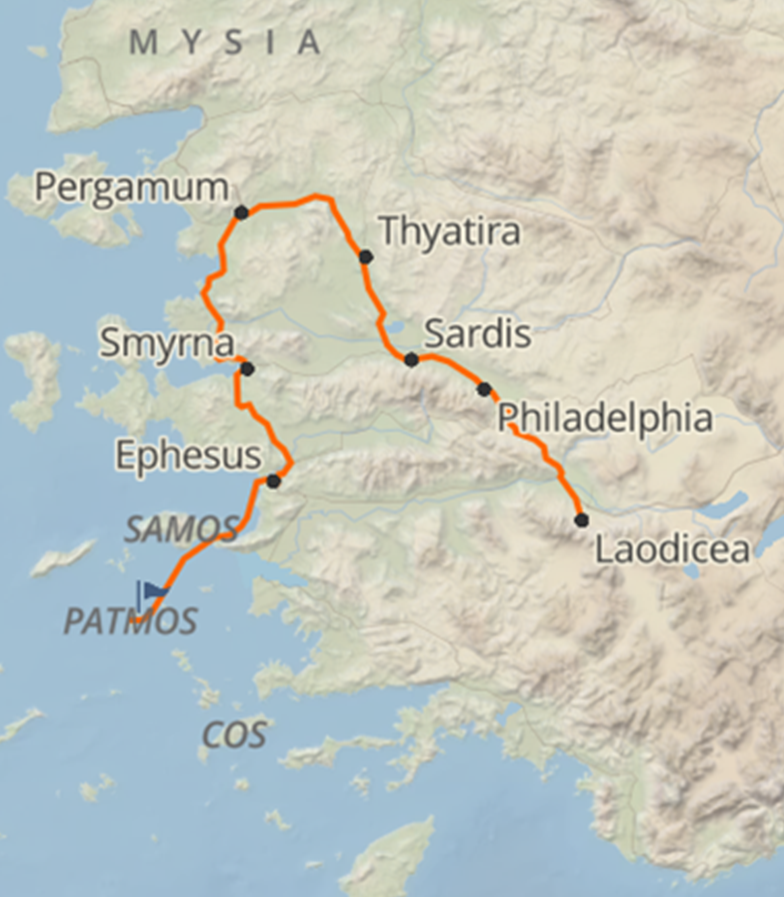 MYSIA
Pergamum
Thyatira
Sardis
Smyrna
Philadelphia
Ephesus
SAMOS
Laodicea
PATMOS
COS